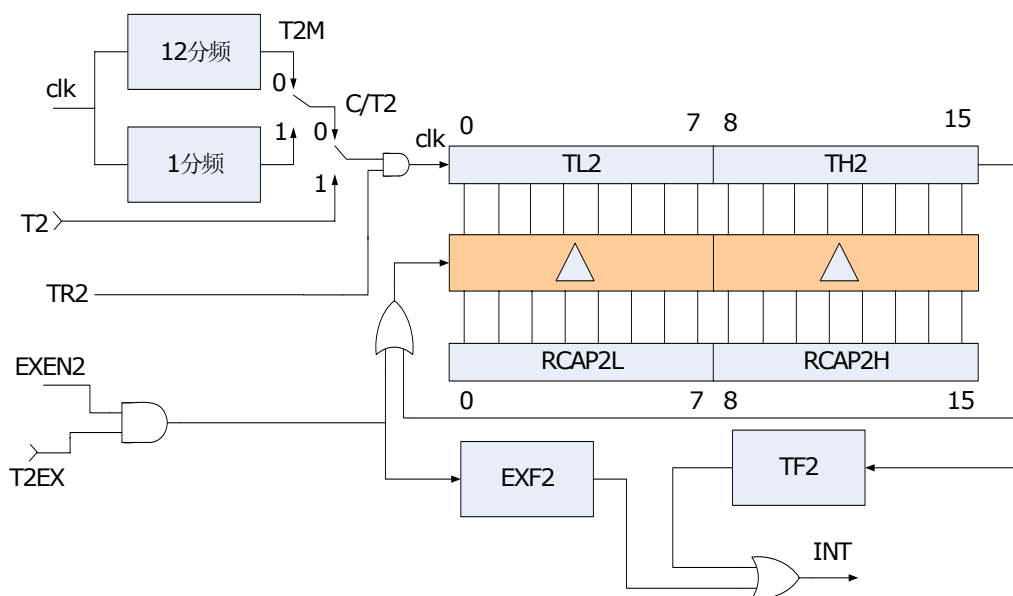 12分频
T2M
clk
0
C/T2
1
0
1分频
1
clk
0
7
8
15
TL2
TH2
T2
TR2
EXEN2
T2EX
RCAP2L
RCAP2H
0
7
8
15
EXF2
TF2
INT